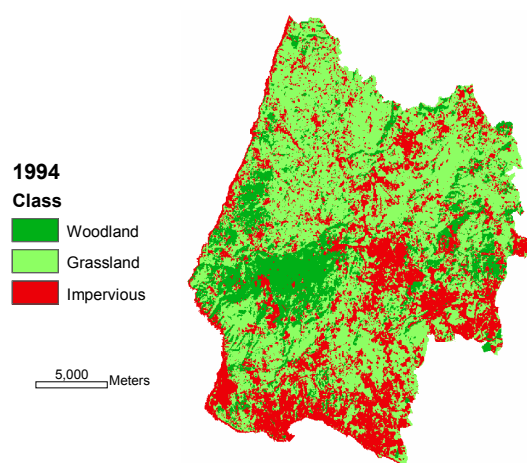 1994
Class
Woodland
Grassland
Impervious
5,000 Meters